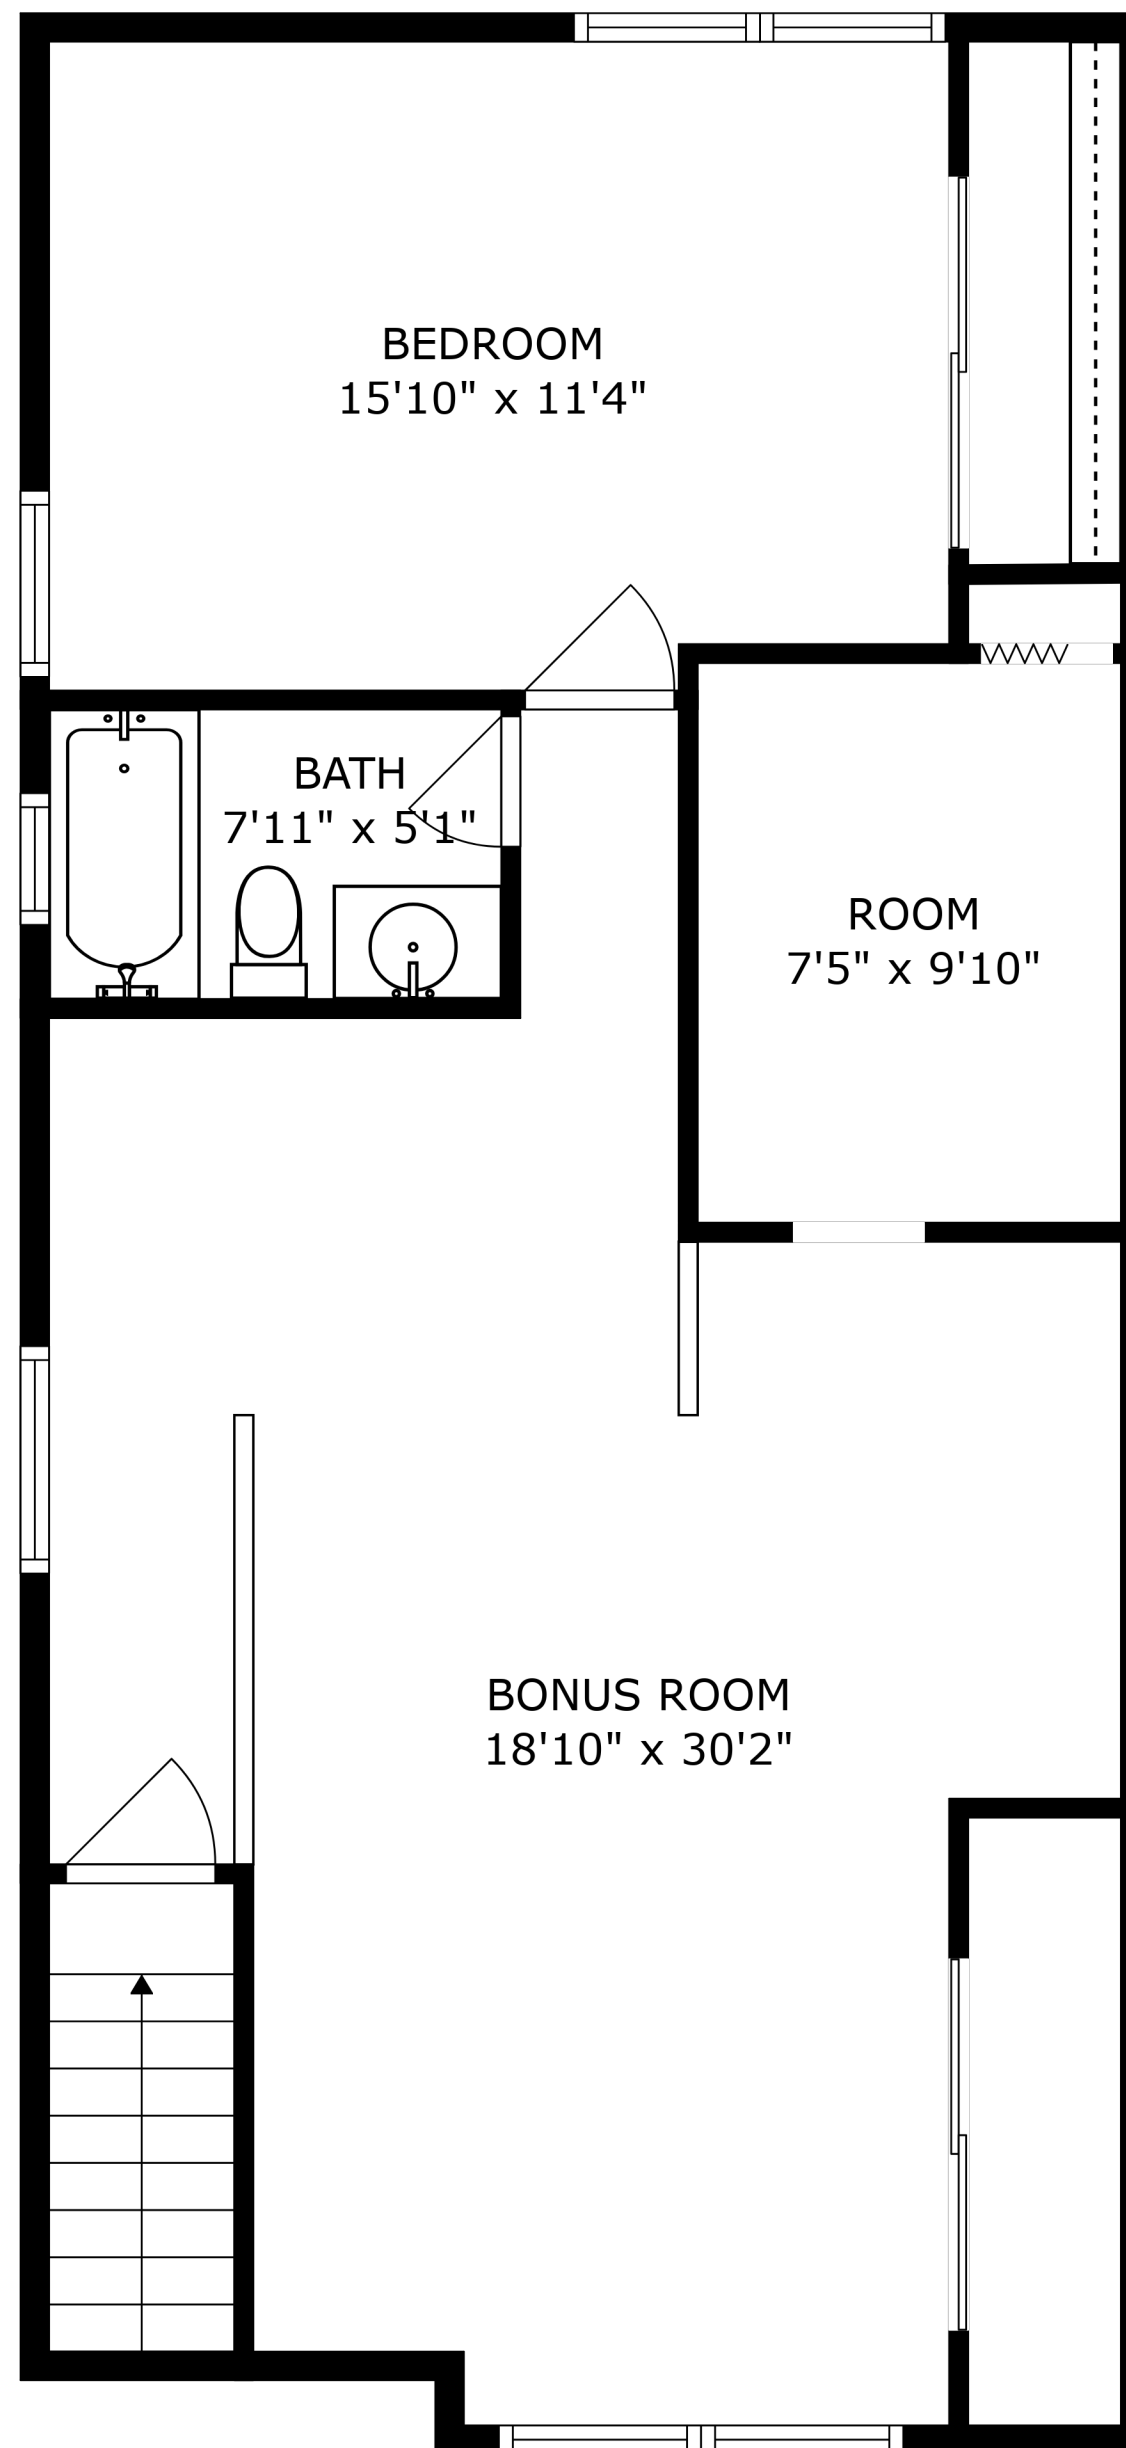 BEDROOM
15'10" x 11'4"
BATH
7'11" x 5'1"
ROOM
7'5" x 9'10"
BONUS ROOM
18'10" x 30'2"